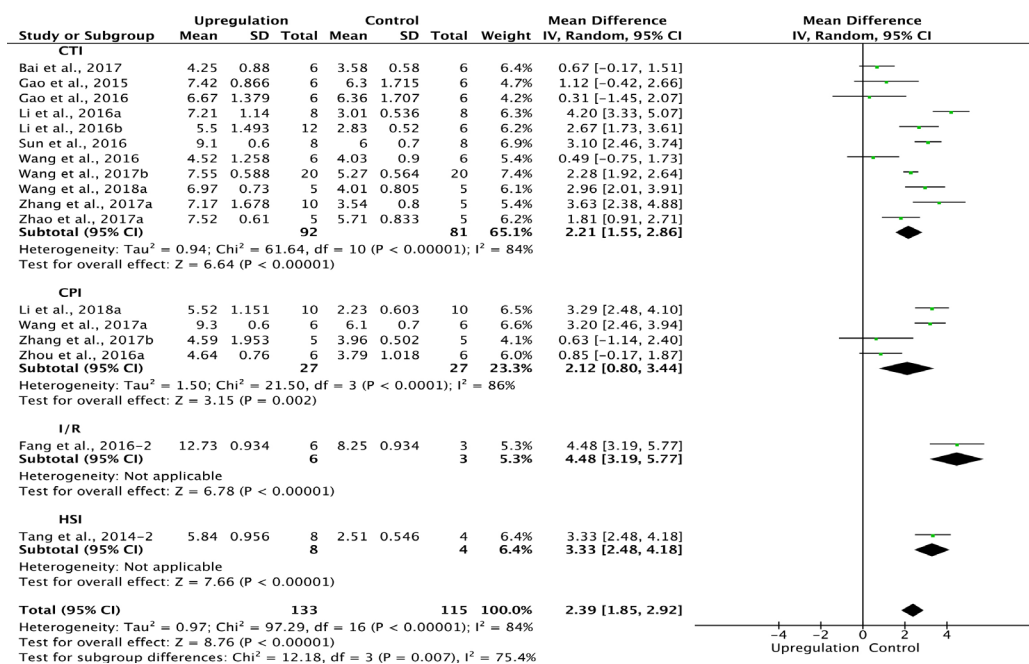 Upregulation Control Mean Difference Mean Difference
Study or Subgroup Mean SD Total Mean SD Total Weight IV, Random, 95% CI IV, Random, 95% CI
CTI
Bai et al., 2017 4.25 0.88 6 3.58 0.58 6 6.4% 0.67 [-0.17, 1.51]
Gao et al., 2015 7.42 0.866 6 6.3 1.715 6 4.7% 1.12 [-0.42, 2.66]
Gao et al., 2016 6.67 1.379 6 6.36 1.707 6 4.2% 0.31 [-1.45, 2.07]
Li et al., 2016a 7.21 1.14 8 3.01 0.536 8 6.3% 4.20 [3.33, 5.07]
Li et al., 2016b 5.5 1.493 12 2.83 0.52 6 6.2% 2.67 [1.73, 3.61]
Sun et al., 2016 9.1 0.6 8 6 0.7 8 6.9% 3.10 [2.46, 3.74]
Wang et al., 2016 4.52 1.258 6 4.03 0.9 6 5.4% 0.49 [-0.75, 1.73]
Wang et al., 2017b 7.55 0.588 20 5.27 0.564 20 7.4% 2.28 [1.92, 2.64]
Wang et al., 2018a 6.97 0.73 5 4.01 0.805 5 6.1% 2.96 [2.01, 3.91]
Zhang et al., 2017a 7.17 1.678 10 3.54 0.8 5 5.4% 3.63 [2.38, 4.88]
Zhao et al., 2017a 7.52 0.61 5 5.71 0.833 5 6.2% 1.81 [0.91, 2.71]
Subtotal (95% CI) 92 81 65.1% 2.21 [1.55, 2.86]
Heterogeneity: Tau² = 0.94; Chi² = 61.64, df = 10 (P < 0.00001); I² = 84%
Test for overall effect: Z = 6.64 (P < 0.00001)
CPI
Li et al., 2018a 5.52 1.151 10 2.23 0.603 10 6.5% 3.29 [2.48, 4.10]
Wang et al., 2017a 9.3 0.6 6 6.1 0.7 6 6.6% 3.20 [2.46, 3.94]
Zhang et al., 2017b 4.59 1.953 5 3.96 0.502 5 4.2% 0.63 [-1.14, 2.40]
Zhou et al., 2016a 4.64 0.76 6 3.79 1.018 6 6.0% 0.85 [-0.17, 1.87]
Subtotal (95% CI) 27 27 23.3% 2.12 [0.80, 3.44]
Heterogeneity: Tau² = 1.50; Chi² = 21.50, df = 3 (P < 0.0001); I² = 86%
Test for overall effect: Z = 3.15 (P = 0.002)
I/R
Fang et al., 2016-2 12.73 0.934 6 8.25 0.934 3 5.3% 4.48 [3.19, 5.77]
Subtotal (95% CI) 6 3 5.3% 4.48 [3.19, 5.77]
Heterogeneity: Not applicable
Test for overall effect: Z = 6.78 (P < 0.00001)
HSI
Tang et al., 2014-2 5.84 0.956 8 2.51 0.546 4 6.4% 3.33 [2.48, 4.18]
Subtotal (95% CI) 8 4 6.4% 3.33 [2.48, 4.18]
Heterogeneity: Not applicable
Test for overall effect: Z = 7.66 (P < 0.00001)
Total (95% CI) 133 115 100.0% 2.39 [1.85, 2.92]
Heterogeneity: Tau² = 0.97; Chi² = 97.29, df = 16 (P < 0.00001); I² = 84%
Test for overall effect: Z = 8.76 (P < 0.00001)
Test for subgroup differences: Chi² = 12.18, df = 3 (P = 0.007), I² = 75.4%
-4 -2 0 2 4
Upregulation Control